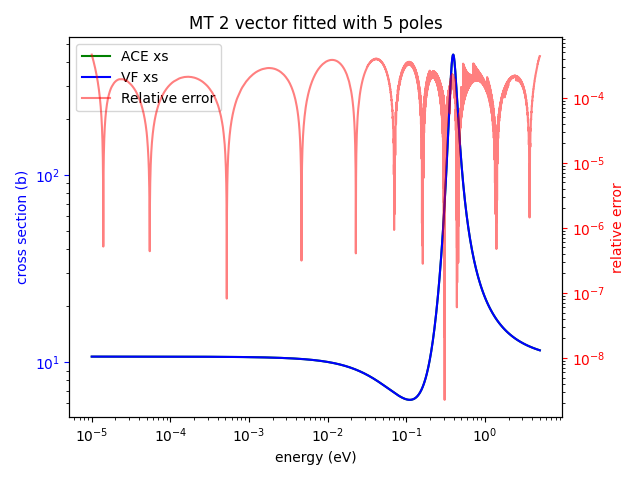 MT 2 vector fitted with 5 poles
ACE xs
VF xs
Relative error
cross section (b)
10²
10¹
10⁻⁴
10⁻⁵
10⁻⁶
10⁻⁷
10⁻⁸
relative error
10⁻⁵ 10⁻⁴ 10⁻³ 10⁻² 10⁻¹ 10⁰
energy (eV)